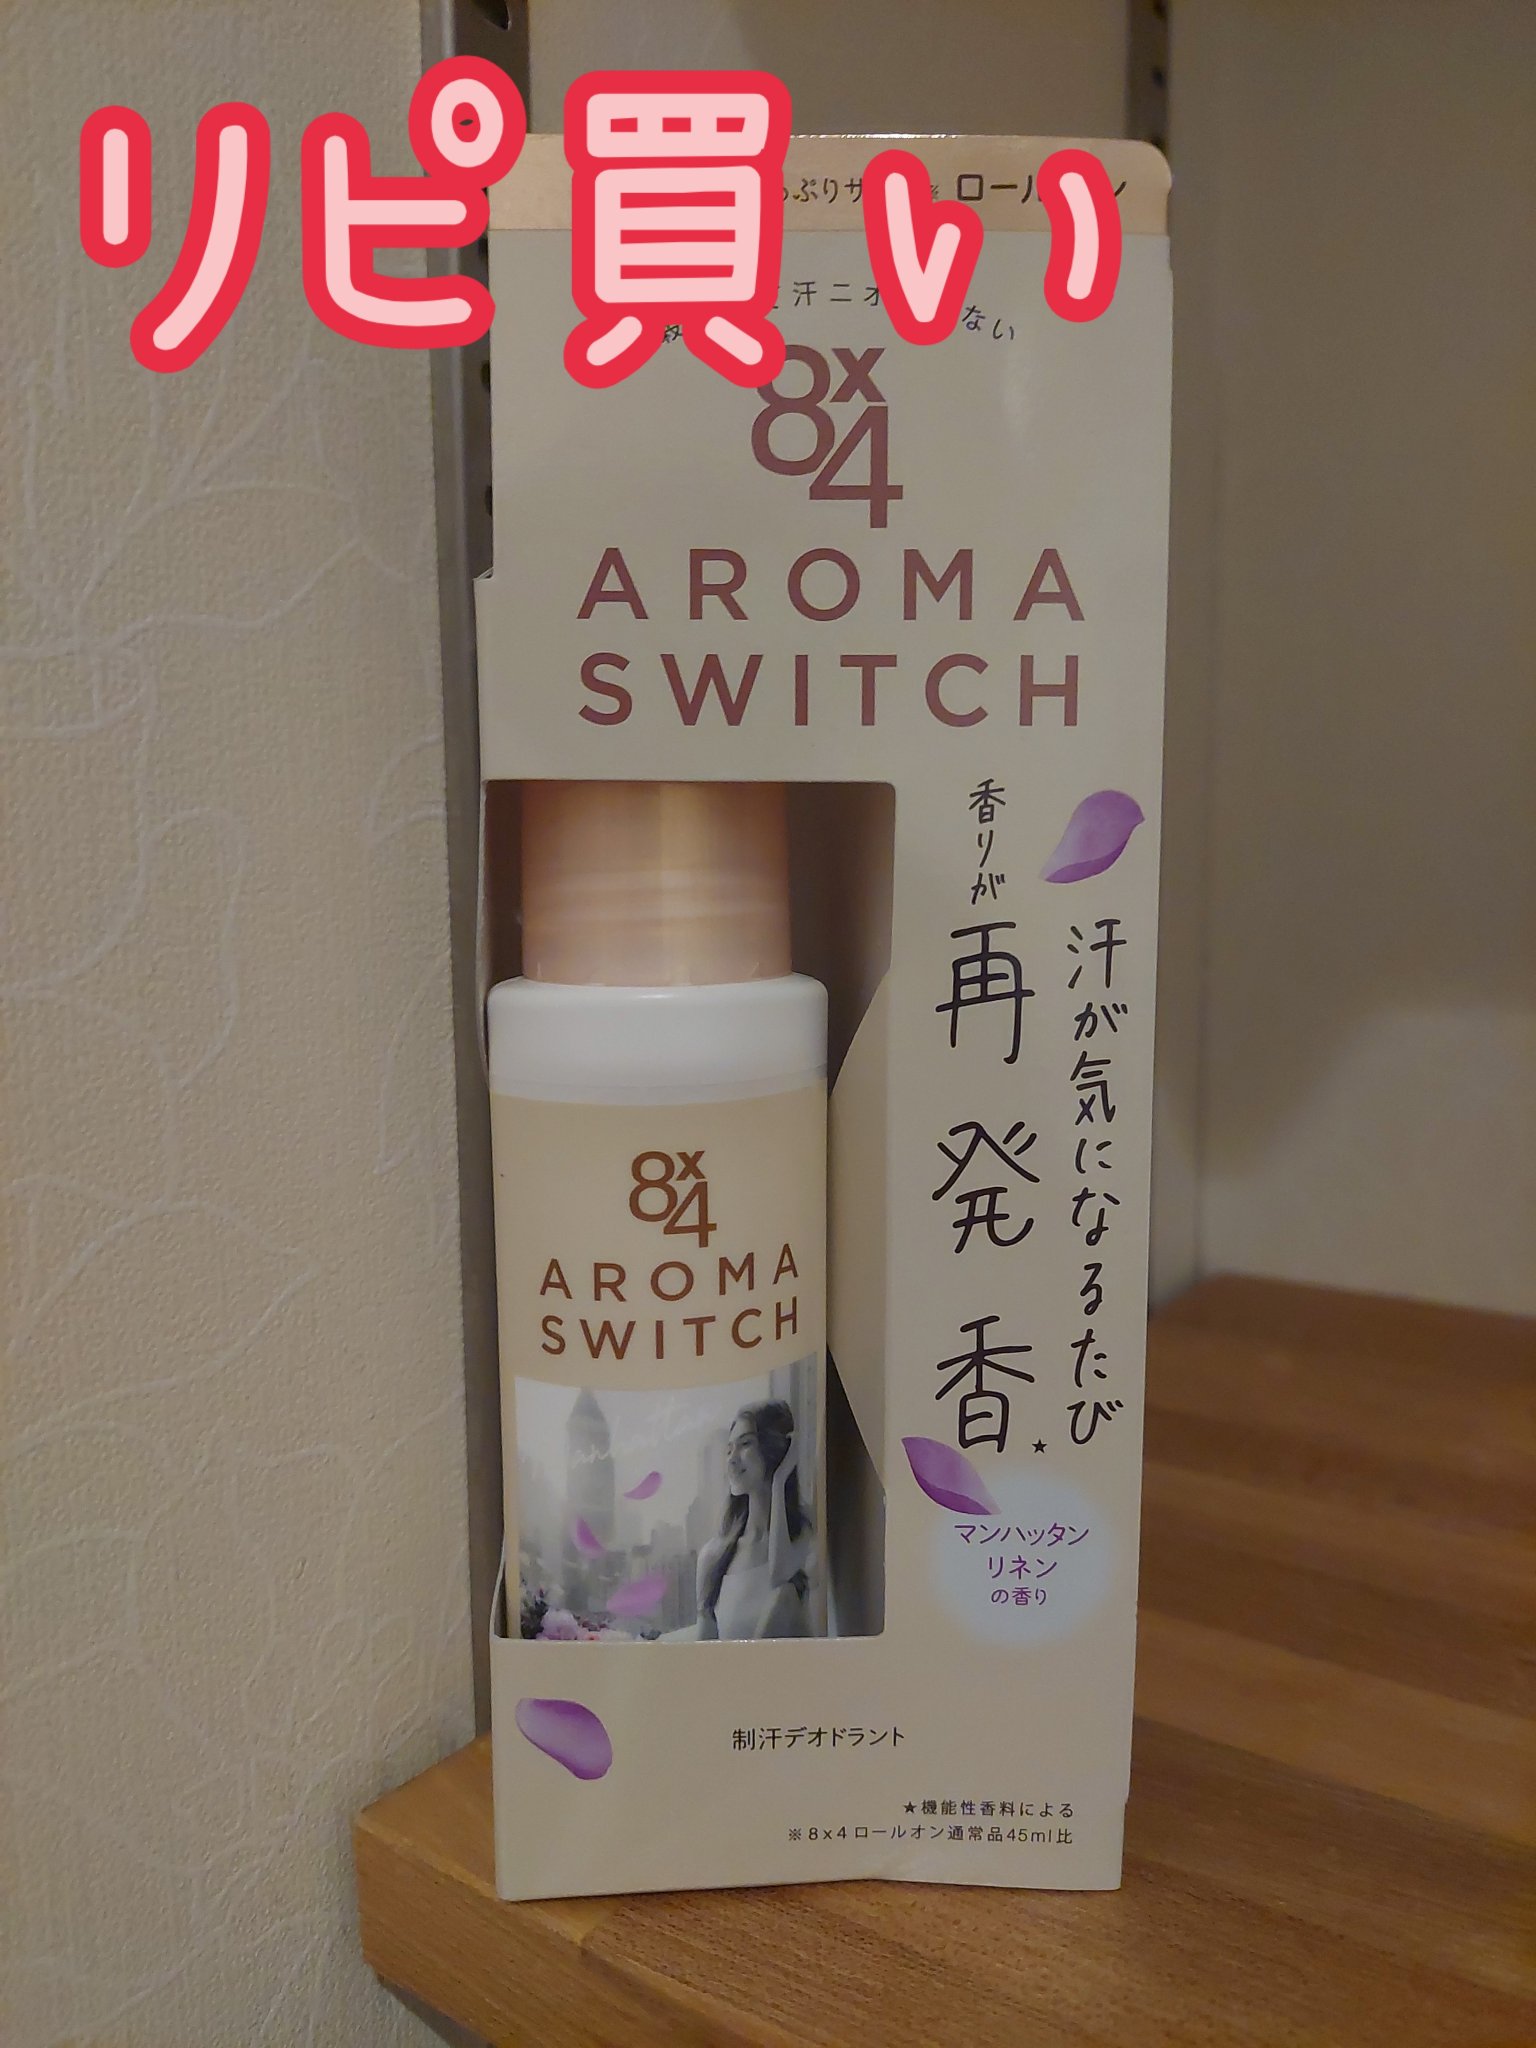 リピ買い
ロール
汗ニオ
ない
8x4
AROMA
SWITCH
汗が気になるたび
香りが
再発香★
8x4
AROMA
SWITCH
マンハッタン
リネン
の香り
制汗デオドラント
★機能性香料による
※8x4ロールオン通常品45ml比